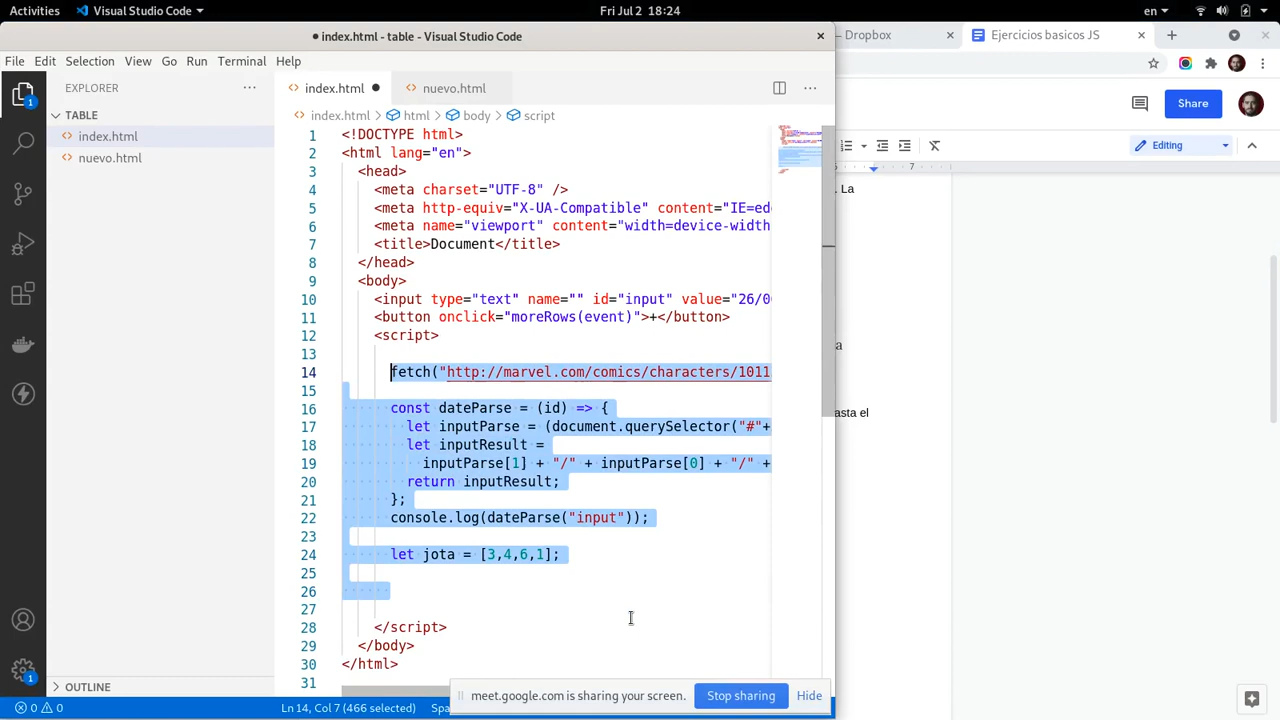 Activities Visual Studio Code Fri Jul 2 18:24 en
index.html - table - Visual Studio Code
Dropbox Ejercicios basicos JS
File Edit Selection View Go Run Terminal Help
EXPLORER
index.html nuevo.html
Share
TABLE
index.html > html > body > script
index.html
nuevo.html
Editing
6 7
. La
a
asta el
1 <!DOCTYPE html>
2 <html lang="en">
3 <head>
4 <meta charset="UTF-8" />
5 <meta http-equiv="X-UA-Compatible" content="IE=ed
6 <meta name="viewport" content="width=device-width
7 <title>Document</title>
8 </head>
9 <body>
10 <input type="text" name="" id="input" value="26/0
11 <button onclick="moreRows(event)">+</button>
12 <script>
13
14 fetch("http://marvel.com/comics/characters/1011
15
16 const dateParse = (id) => {
17 let inputParse = (document.querySelector("#"+
18 let inputResult =
19 inputParse[1] + "/" + inputParse[0] + "/" +
20 return inputResult;
21 };
22 console.log(dateParse("input"));
23
24 let jota = [3,4,6,1];
25
26
27
28 </script>
29 </body>
30 </html>
31
OUTLINE
1
1
meet.google.com is sharing your screen. Stop sharing Hide
0 0 Ln 14, Col 7 (466 selected) Spa